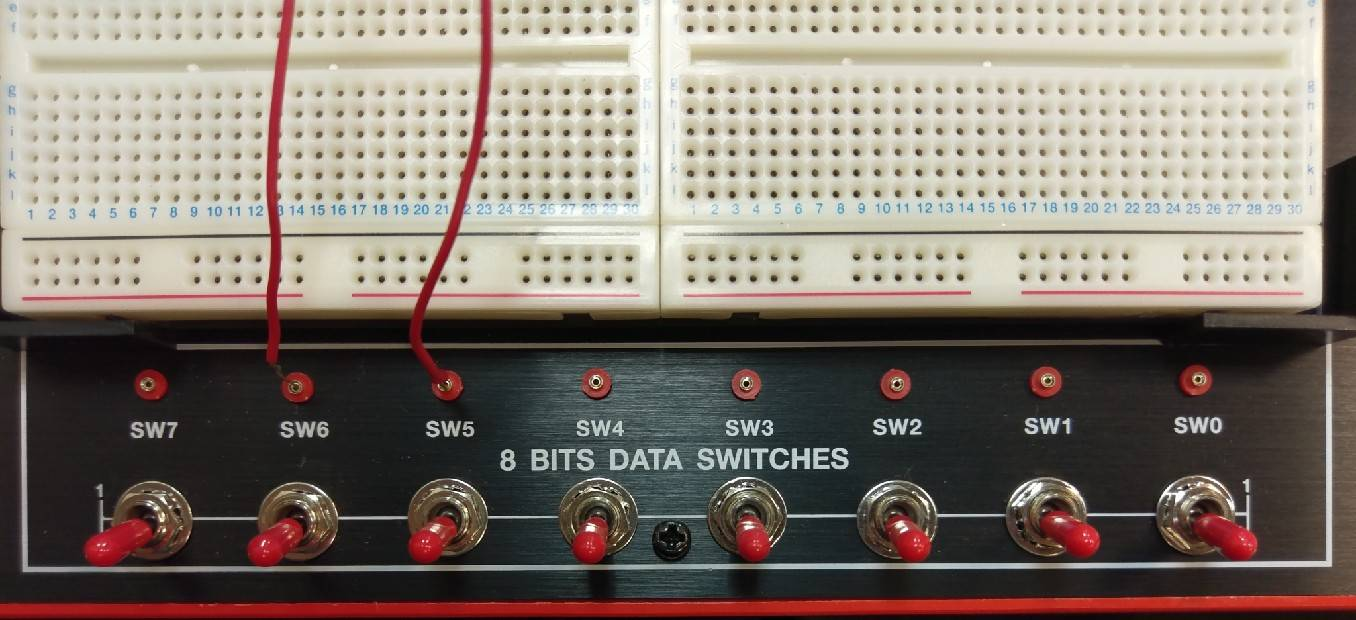 e e
f f
g g g
h h h
i i i
j j j
k k k
l l l
1 2 3 4 5 6 7 8 9 10 11 12 13 14 15 16 17 18 19 20 21 22 23 24 25 26 27 28 29 30 1 2 3 4 5 6 7 8 9 10 11 12 13 14 15 16 17 18 19 20 21 22 23 24 25 26 27 28 29 30
SW7 SW6 SW5 SW4 SW3 SW2 SW1 SW0
8 BITS DATA SWITCHES
1 1